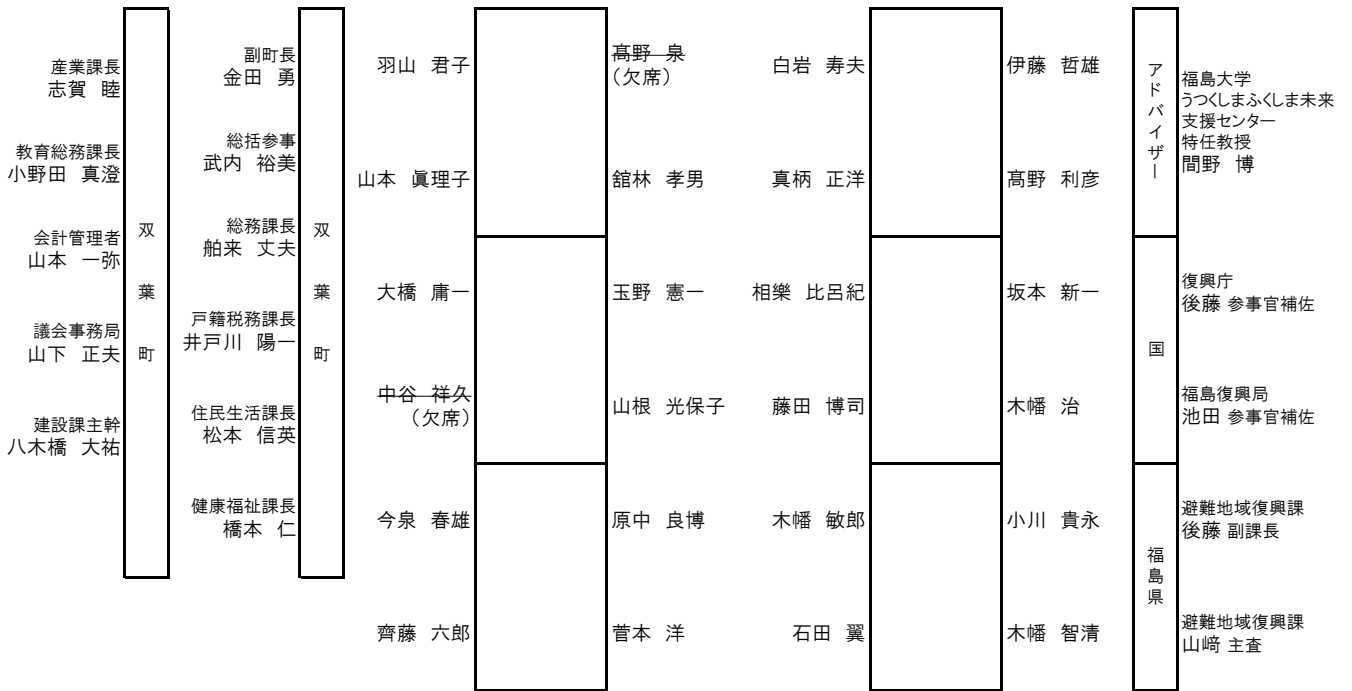 産業課長
志賀 睦
教育総務課長
小野田 真澄
会計管理者
山本 一弥
議会事務局
山下 正夫
建設課主幹
八木橋 大祐
双葉町
副町長
金田 勇
総括参事
武内 裕美
総務課長
舶来 丈夫
戸籍税務課長
井戸川 陽一
住民生活課長
松本 信英
健康福祉課長
橋本 仁
双葉町
羽山 君子
山本 眞理子
大橋 庸一
中谷 祥久
（欠席）
今泉 春雄
齊藤 六郎
髙野 泉
（欠席）
舘林 孝男
玉野 憲一
山根 光保子
原中 良博
菅本 洋
白岩 寿夫
真柄 正洋
相樂 比呂紀
藤田 博司
木幡 敏郎
石田 翼
伊藤 哲雄
髙野 利彦
坂本 新一
木幡 治
小川 貴永
木幡 智清
アドバイザー
福島大学
うつくしまふくしま未来
支援センター
特任教授
間野 博
国
復興庁
後藤 参事官補佐
福島復興局
池田 参事官補佐
福島県
避難地域復興課
後藤 副課長
避難地域復興課
山﨑 主査